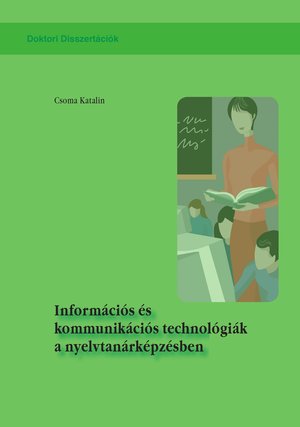 Doktori Disszertációk
Csoma Katalin
Információs és
kommunikációs technológiák
a nyelvtanárképzésben